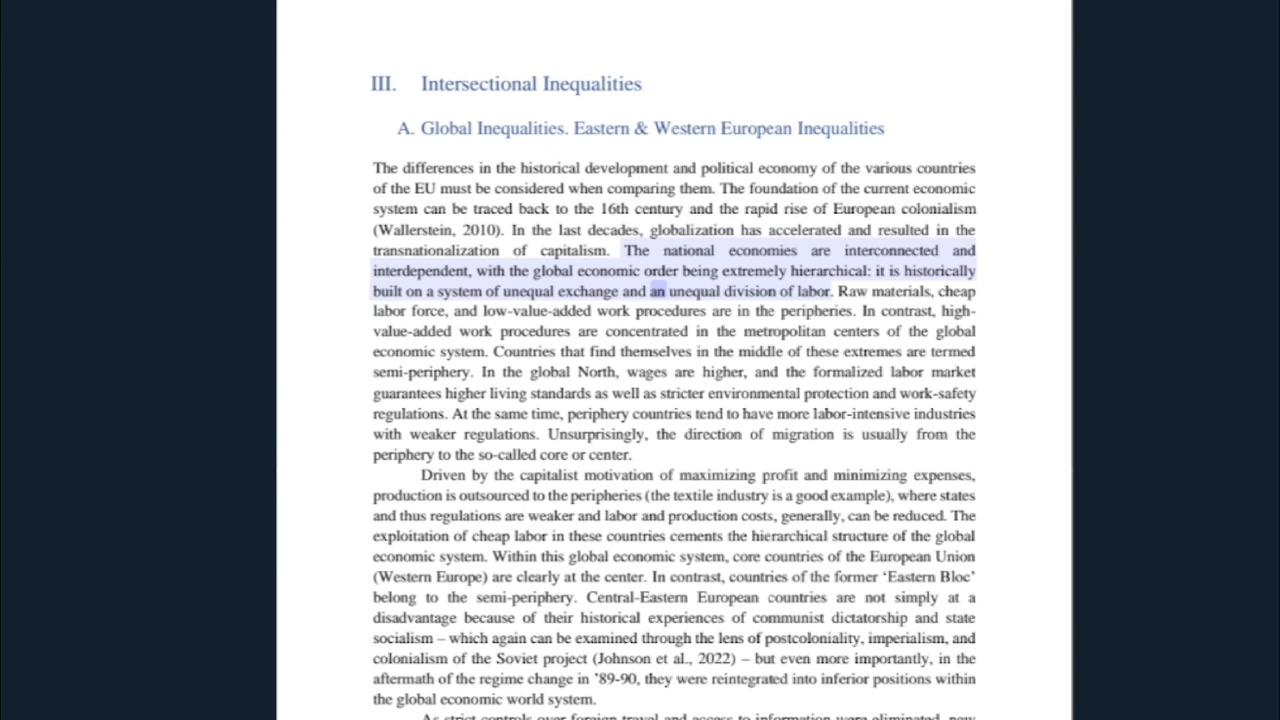 III. Intersectional Inequalities
A. Global Inequalities. Eastern & Western European Inequalities
The differences in the historical development and political economy of the various countries
of the EU must be considered when comparing them. The foundation of the current economic
system can be traced back to the 16th century and the rapid rise of European colonialism
(Wallerstein, 2010). In the last decades, globalization has accelerated and resulted in the
transnationalization of capitalism. The national economies are interconnected and
interdependent, with the global economic order being extremely hierarchical: it is historically
built on a system of unequal exchange and an unequal division of labor. Raw materials, cheap
labor force, and low-value-added work procedures are in the peripheries. In contrast, high-
value-added work procedures are concentrated in the metropolitan centers of the global
economic system. Countries that find themselves in the middle of these extremes are termed
semi-periphery. In the global North, wages are higher, and the formalized labor market
guarantees higher living standards as well as stricter environmental protection and work-safety
regulations. At the same time, periphery countries tend to have more labor-intensive industries
with weaker regulations. Unsurprisingly, the direction of migration is usually from the
periphery to the so-called core or center.
Driven by the capitalist motivation of maximizing profit and minimizing expenses,
production is outsourced to the peripheries (the textile industry is a good example), where states
and thus regulations are weaker and labor and production costs, generally, can be reduced. The
exploitation of cheap labor in these countries cements the hierarchical structure of the global
economic system. Within this global economic system, core countries of the European Union
(Western Europe) are clearly at the center. In contrast, countries of the former ‘Eastern Bloc’
belong to the semi-periphery. Central-Eastern European countries are not simply at a
disadvantage because of their historical experiences of communist dictatorship and state
socialism – which again can be examined through the lens of postcoloniality, imperialism, and
colonialism of the Soviet project (Johnson et al., 2022) – but even more importantly, in the
aftermath of the regime change in ’89-90, they were reintegrated into inferior positions within
the global economic world system.
As strict controls over foreign travel and access to information were eliminated, new